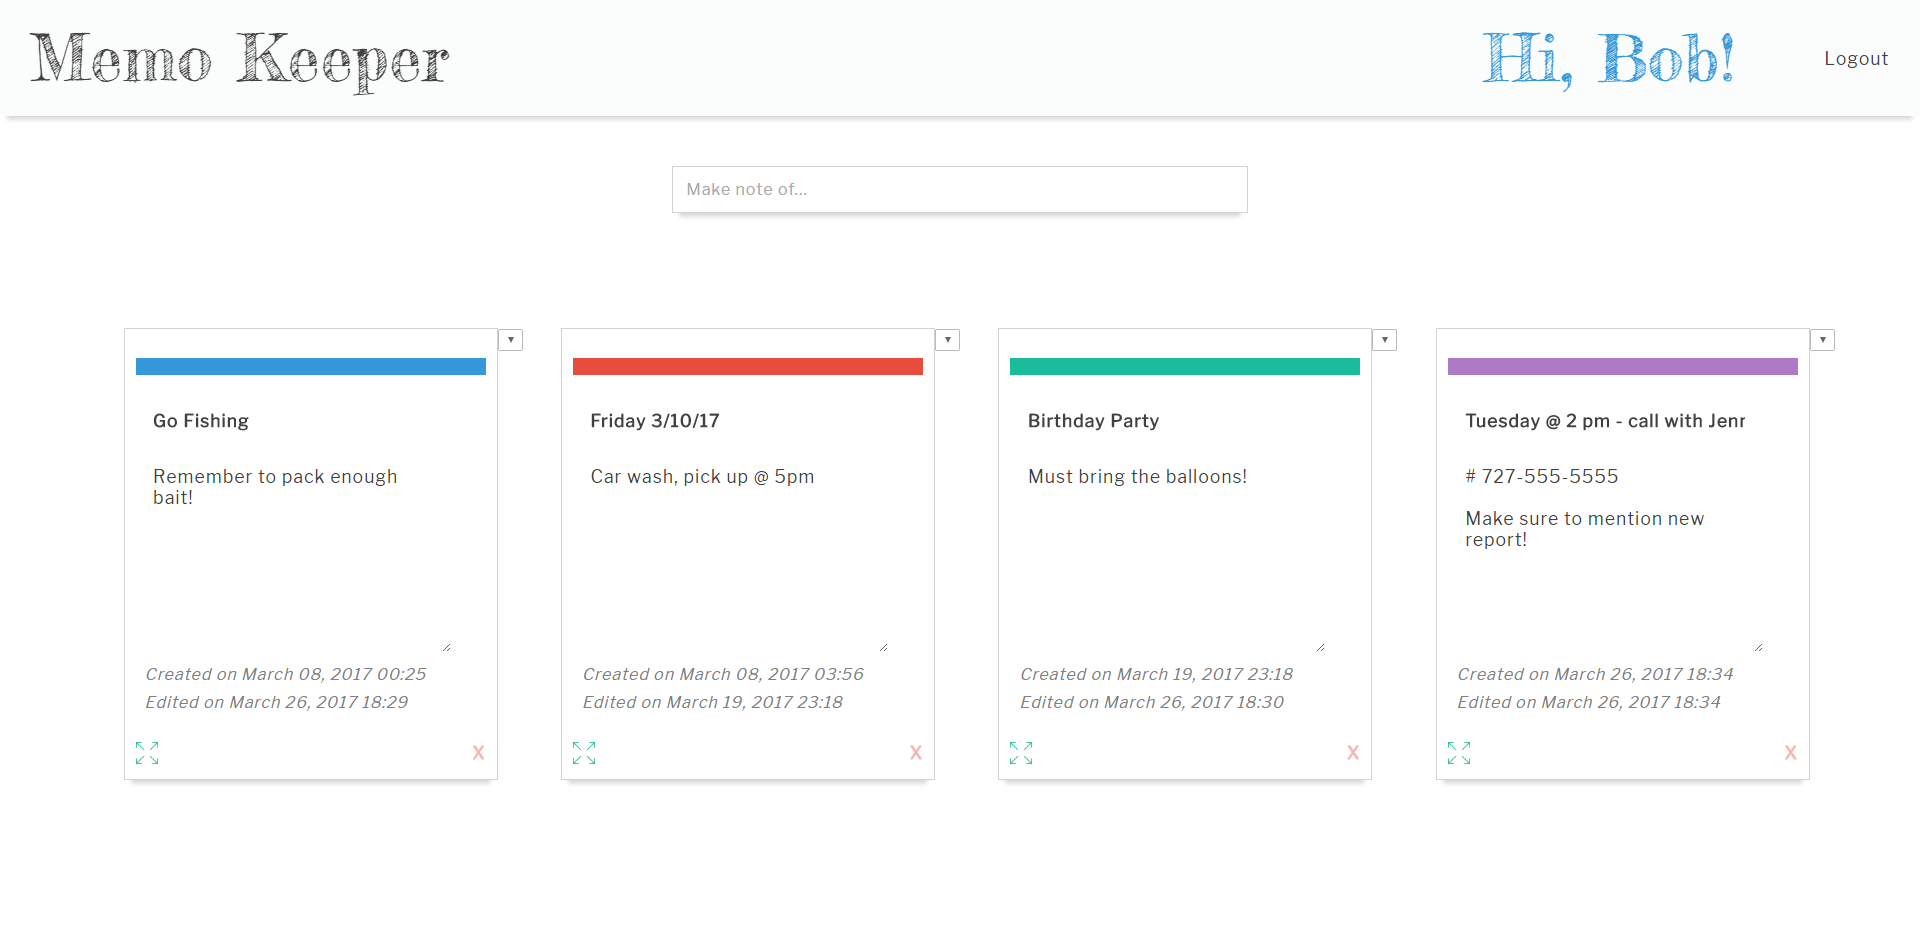 Memo Keeper
Hi, Bob!
Logout
Make note of...
Go Fishing
Remember to pack enough
bait!
Created on March 08, 2017 00:25
Edited on March 26, 2017 18:29
X
Friday 3/10/17
Car wash, pick up @ 5pm
Created on March 08, 2017 03:56
Edited on March 19, 2017 23:18
X
Birthday Party
Must bring the balloons!
Created on March 19, 2017 23:18
Edited on March 26, 2017 18:30
X
Tuesday @ 2 pm - call with Jenr
# 727-555-5555
Make sure to mention new
report!
Created on March 26, 2017 18:34
Edited on March 26, 2017 18:34
X